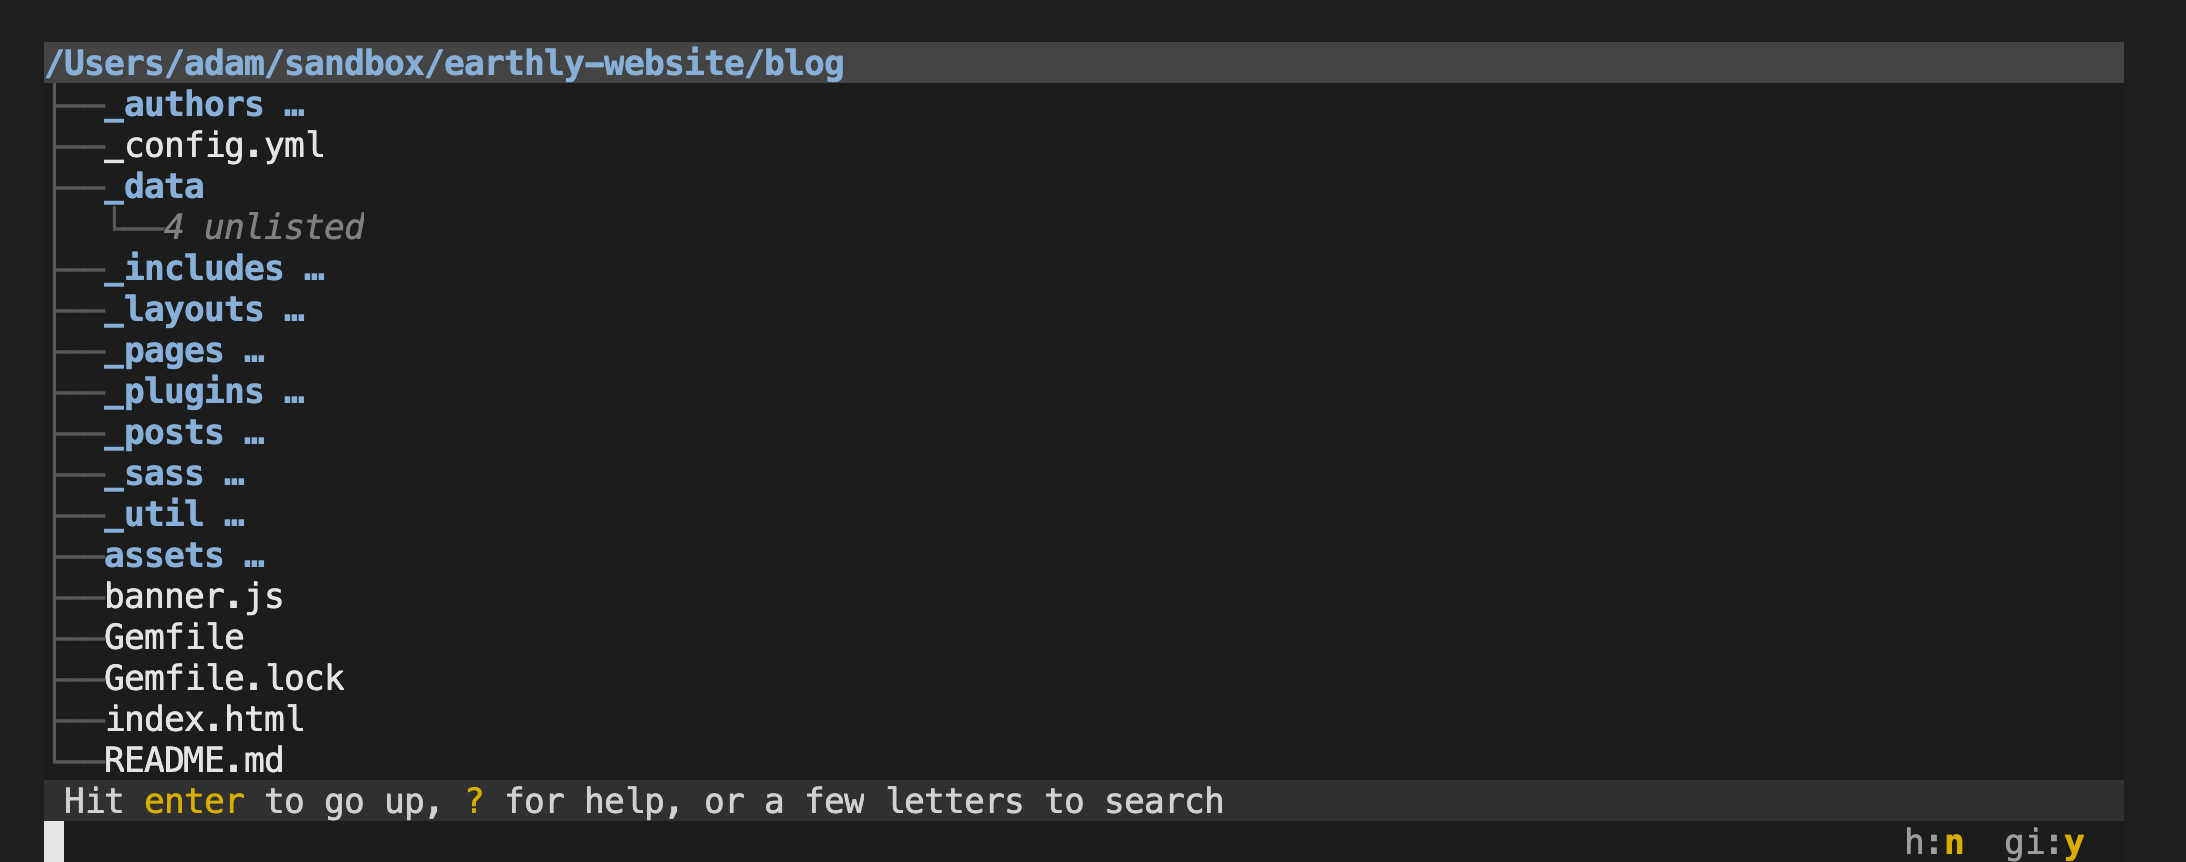 /Users/adam/sandbox/earthly-website/blog
├──_authors …
├──_config.yml
├──_data
│  └──4 unlisted
├──_includes …
├──_layouts …
├──_pages …
├──_plugins …
├──_posts …
├──_sass …
├──_util …
├──assets …
├──banner.js
├──Gemfile
├──Gemfile.lock
├──index.html
└──README.md
Hit enter to go up, ? for help, or a few letters to search
h:n  gi:y